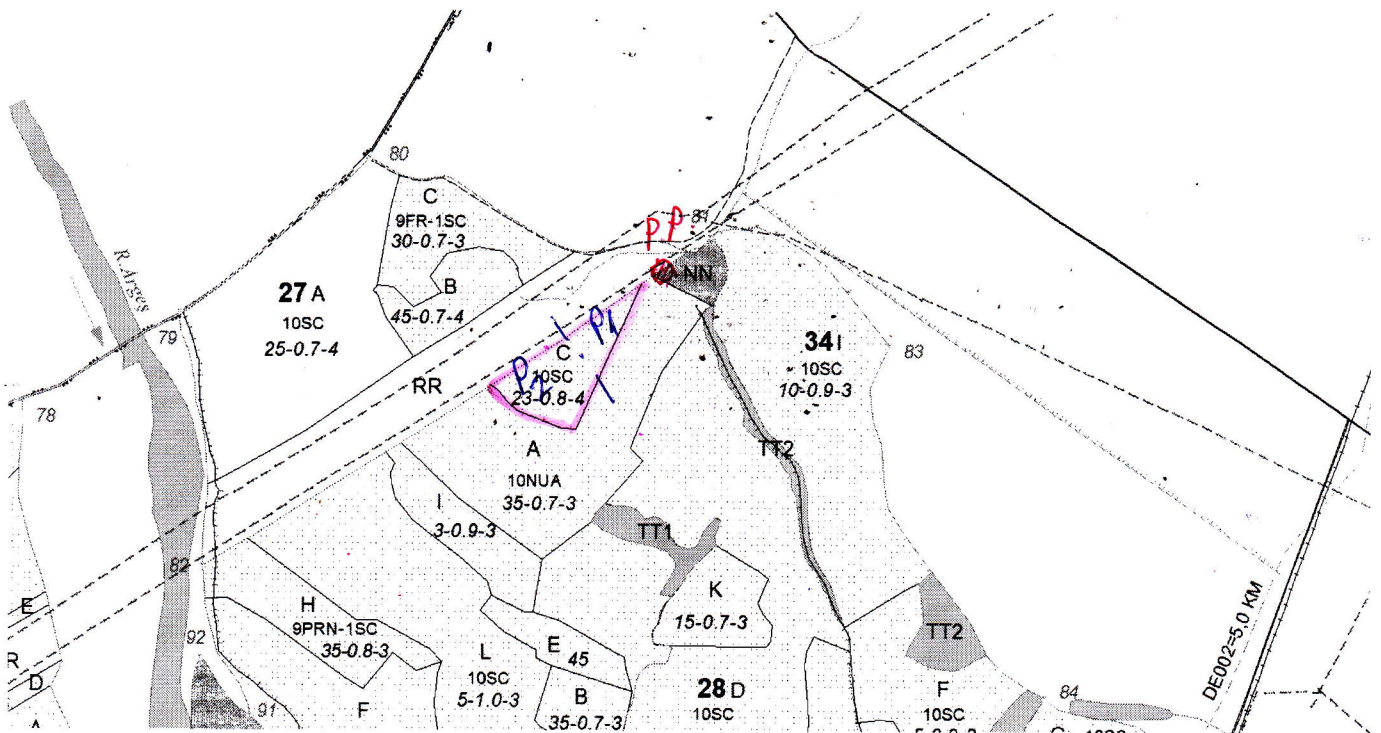 80
C
9FR-1SC
30-0.7-3
B
45-0.7-4
R.Arges
27 A
10SC
25-0.7-4
79
78
81
P.P.
NN
P1
C
10SC
P2
23-0.8-4
RR
34 I
10SC
10-0.9-3
83
A
10NUA
35-0.7-3
TT2
I
3-0.9-3
TT1
82
K
15-0.7-3
H
9PRN-1SC
35-0.8-3
E
R
D
A
92
91
F
L
10SC
5-1.0-3
E
45
B
35-0.7-3
28 D
10SC
TT2
F
10SC
84
DE002=5,0 KM